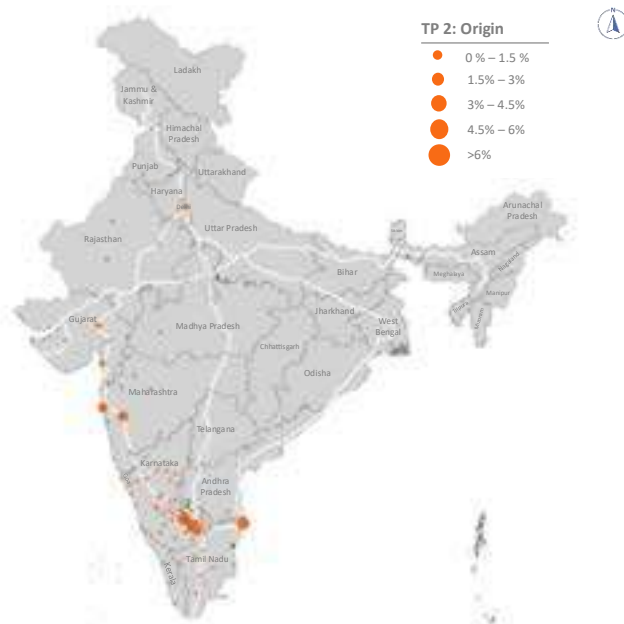 N
TP 2: Origin
0 % – 1.5 %
1.5% – 3%
3% – 4.5%
4.5% – 6%
>6%
Ladakh
Jammu &
Kashmir
Himachal
Pradesh
Punjab
Uttarakhand
Haryana
Delhi
Arunachal
Pradesh
Rajasthan
Uttar Pradesh
Assam
Nagaland
Bihar
Meghalaya
Manipur
Gujarat
Jharkhand
Madhya Pradesh
West
Bengal
Chhattisgarh
Odisha
Maharashtra
Telangana
Karnataka
Andhra
Pradesh
Tamil Nadu
Kerala